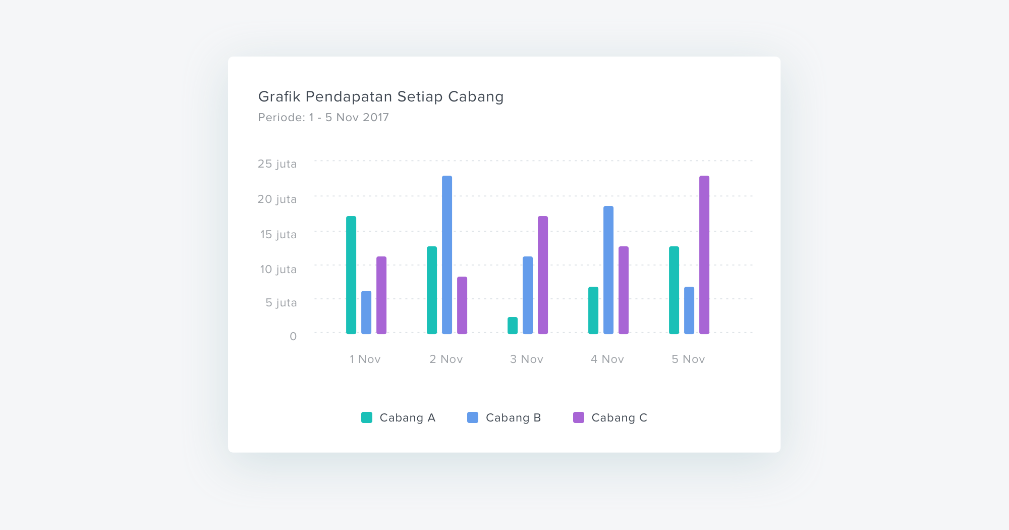 Grafik Pendapatan Setiap Cabang
Periode: 1 - 5 Nov 2017
25 juta
20 juta
15 juta
10 juta
5 juta
0
1 Nov 2 Nov 3 Nov 4 Nov 5 Nov
Cabang A Cabang B Cabang C